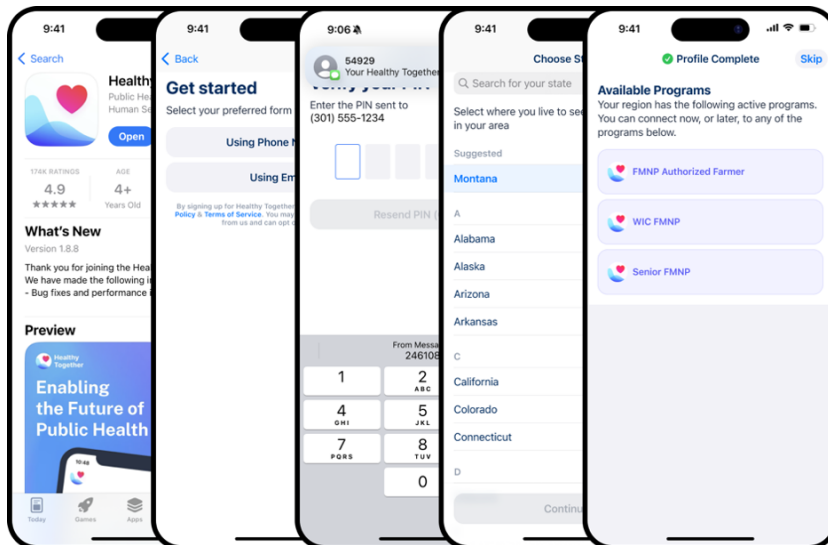 9:41
Search
Healthy
Public Hea
Human Se
Open
174K RATINGS
4.9
AGE
4+
Years Old
What's New
Version 1.8.8
Thank you for joining the Heal
We have made the following i
- Bug fixes and performance i
Preview
Healthy
Together
Enabling
the Future of
Public Health
10:48
Today
Games
Apps
9:41
Back
Get started
Select your preferred form
Using Phone N
Using Em
By signing up for Healthy Together
Policy & Terms of Service. You may
from us and can opt o
9:06
54929
Your Healthy Together
Verify your PIN
Enter the PIN sent to
(301) 555-1234
Resend PIN (
From Messa
246108
1
2
ABC
4
GHI
5
JKL
7
PQRS
8
TUV
0
9:41
Choose St
Search for your state
Select where you live to see
in your area
Suggested
Montana
A
Alabama
Alaska
Arizona
Arkansas
C
California
Colorado
Connecticut
D
Continu
9:41
Profile Complete
Skip
Available Programs
Your region has the following active programs.
You can connect now, or later, to any of the
programs below.
FMNP Authorized Farmer
WIC FMNP
Senior FMNP